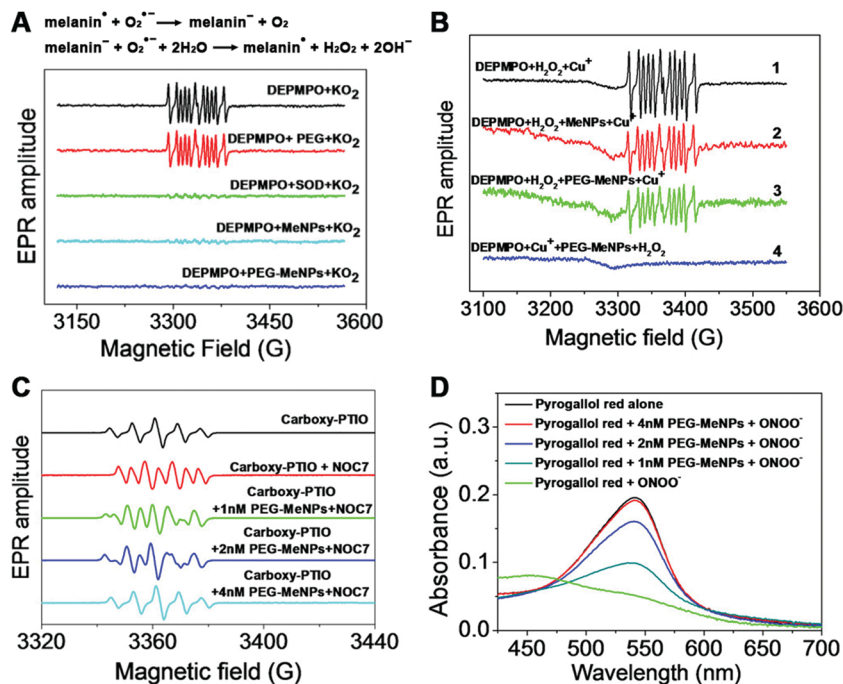 A
melanin• + O₂•⁻ → melanin⁻ + O₂
melanin⁻ + O₂•⁻ + 2H₂O → melanin• + H₂O₂ + 2OH⁻
DEPMPO+KO₂
DEPMPO+ PEG+KO₂
DEPMPO+SOD+KO₂
DEPMPO+MeNPs+KO₂
DEPMPO+PEG-MeNPs+KO₂
EPR amplitude
3150 3300 3450 3600
Magnetic Field (G)
B
DEPMPO+H₂O₂+Cu⁺ 1
DEPMPO+H₂O₂+MeNPs+Cu⁺ 2
DEPMPO+H₂O₂+PEG-MeNPs+Cu⁺ 3
DEPMPO+Cu⁺+PEG-MeNPs+H₂O₂ 4
EPR amplitude
3100 3200 3300 3400 3500 3600
Magnetic Field (G)
C
Carboxy-PTIO
Carboxy-PTIO + NOC7
Carboxy-PTIO
+1nM PEG-MeNPs+NOC7
Carboxy-PTIO
+2nM PEG-MeNPs+NOC7
Carboxy-PTIO
+4nM PEG-MeNPs+NOC7
EPR amplitude
3320 3360 3400 3440
Magnetic field (G)
D
Pyrogallol red alone
Pyrogallol red + 4nM PEG-MeNPs + ONOO⁻
Pyrogallol red + 2nM PEG-MeNPs + ONOO⁻
Pyrogallol red + 1nM PEG-MeNPs + ONOO⁻
Pyrogallol red + ONOO⁻
Absorbance (a.u.)
0.3
0.2
0.1
0.0
450 500 550 600 650 700
Wavelength (nm)